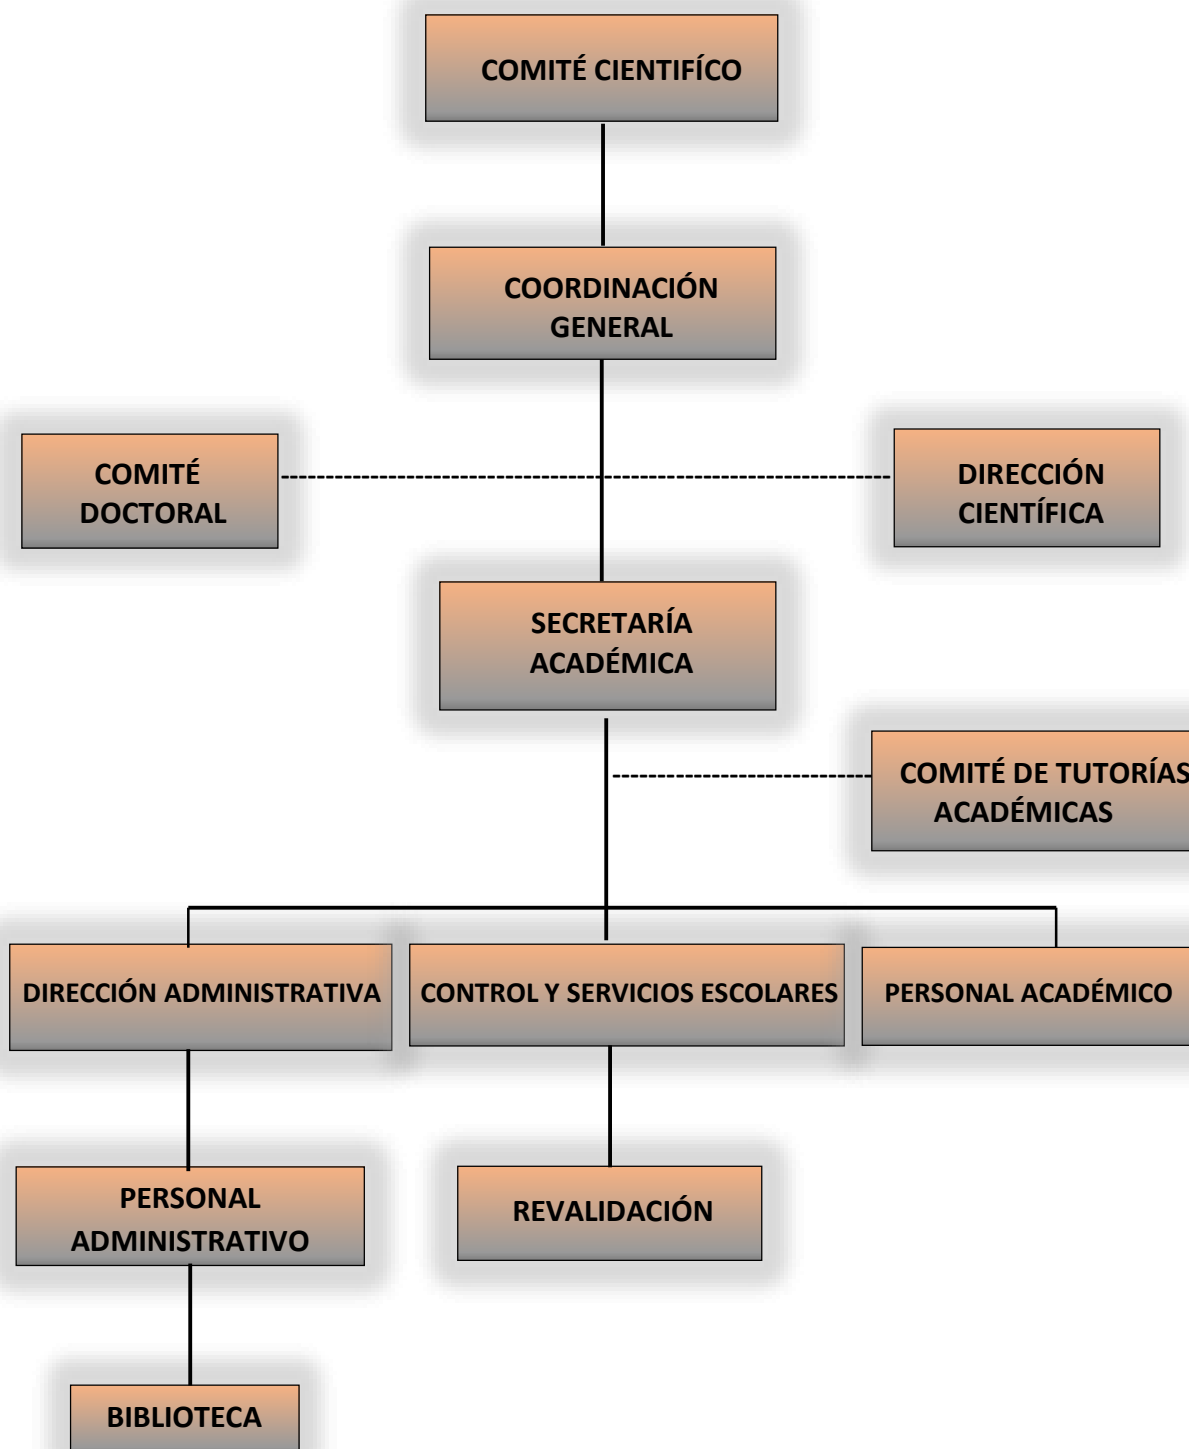 COMITÉ CIENTIFÍCO
COORDINACIÓN
GENERAL
COMITÉ
DOCTORAL
DIRECCIÓN
CIENTÍFICA
SECRETARÍA
ACADÉMICA
COMITÉ DE TUTORÍAS
ACADÉMICAS
DIRECCIÓN ADMINISTRATIVA
CONTROL Y SERVICIOS ESCOLARES
PERSONAL ACADÉMICO
PERSONAL
ADMINISTRATIVO
REVALIDACIÓN
BIBLIOTECA